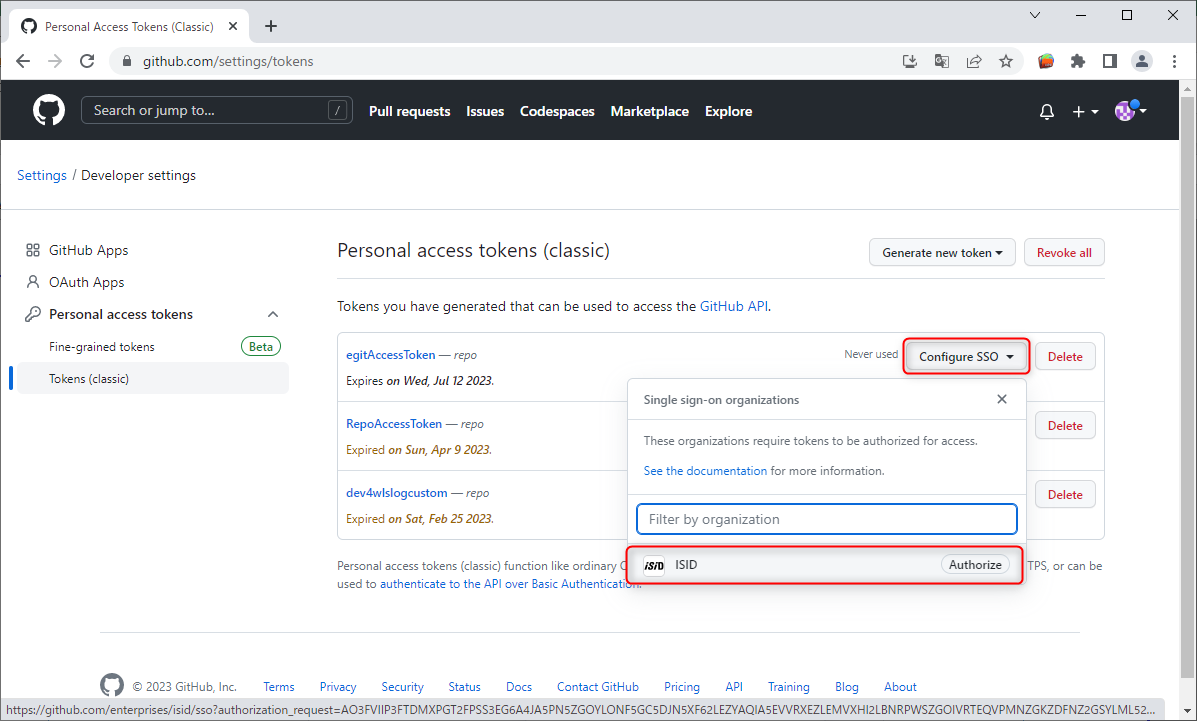 Personal Access Tokens (Classic)
github.com/settings/tokens
Search or jump to...
/
Pull requests
Issues
Codespaces
Marketplace
Explore
Settings / Developer settings
GitHub Apps
OAuth Apps
Personal access tokens
Fine-grained tokens
Beta
Tokens (classic)
Personal access tokens (classic)
Generate new token
Revoke all
Tokens you have generated that can be used to access the GitHub API.
egitAccessToken — repo
Never used
Configure SSO
Delete
Expires on Wed, Jul 12 2023.
RepoAccessToken — repo
Delete
Expired on Sun, Apr 9 2023.
dev4wlslogcustom — repo
Delete
Expired on Sat, Feb 25 2023.
Single sign-on organizations
These organizations require tokens to be authorized for access.
See the documentation for more information.
Filter by organization
iSiD
ISID
Authorize
Personal access tokens (classic) function like ordinary
TPS, or can be
used to authenticate to the API over Basic Authentication.
© 2023 GitHub, Inc.
Terms
Privacy
Security
Status
Docs
Contact GitHub
Pricing
API
Training
Blog
About
https://github.com/enterprises/isid/sso?authorization_request=AO3FVIIP3FTDMXPGT2FPSS3EG6A4JA5PN5ZGOYLONF5GC5DJN5XF62LEZYAQIA5EVVRXEZLEMVXHI2LBNRPWSZGOIVRTEQVPMNZGKZDFNZ2GSYLML52...